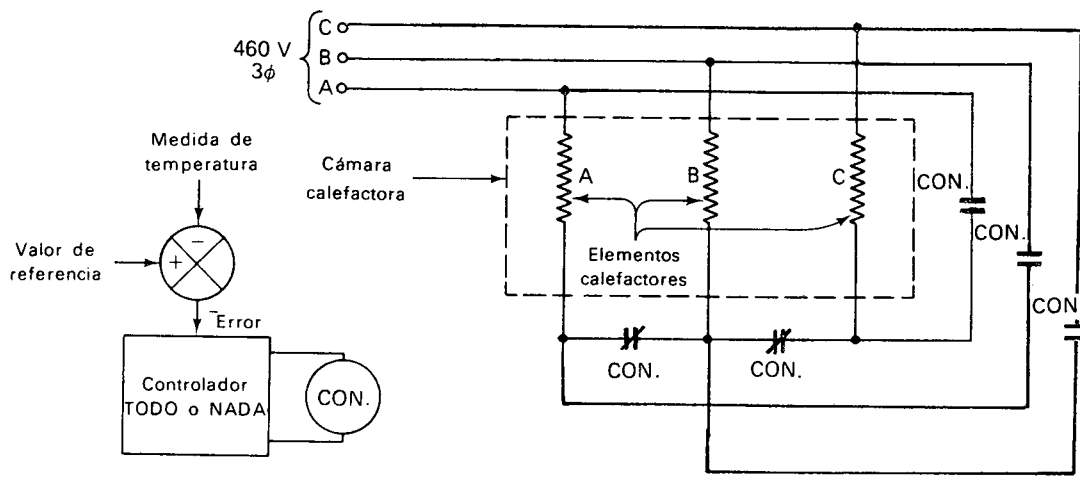 460 V
3ϕ
C
B
A
Medida de
temperatura
Valor de
referencia
−
+
−Error
Controlador
TODO o NADA
CON.
Cámara
calefactora
A
B
C
Elementos
calefactores
CON.
CON.
CON
CON.
CON.